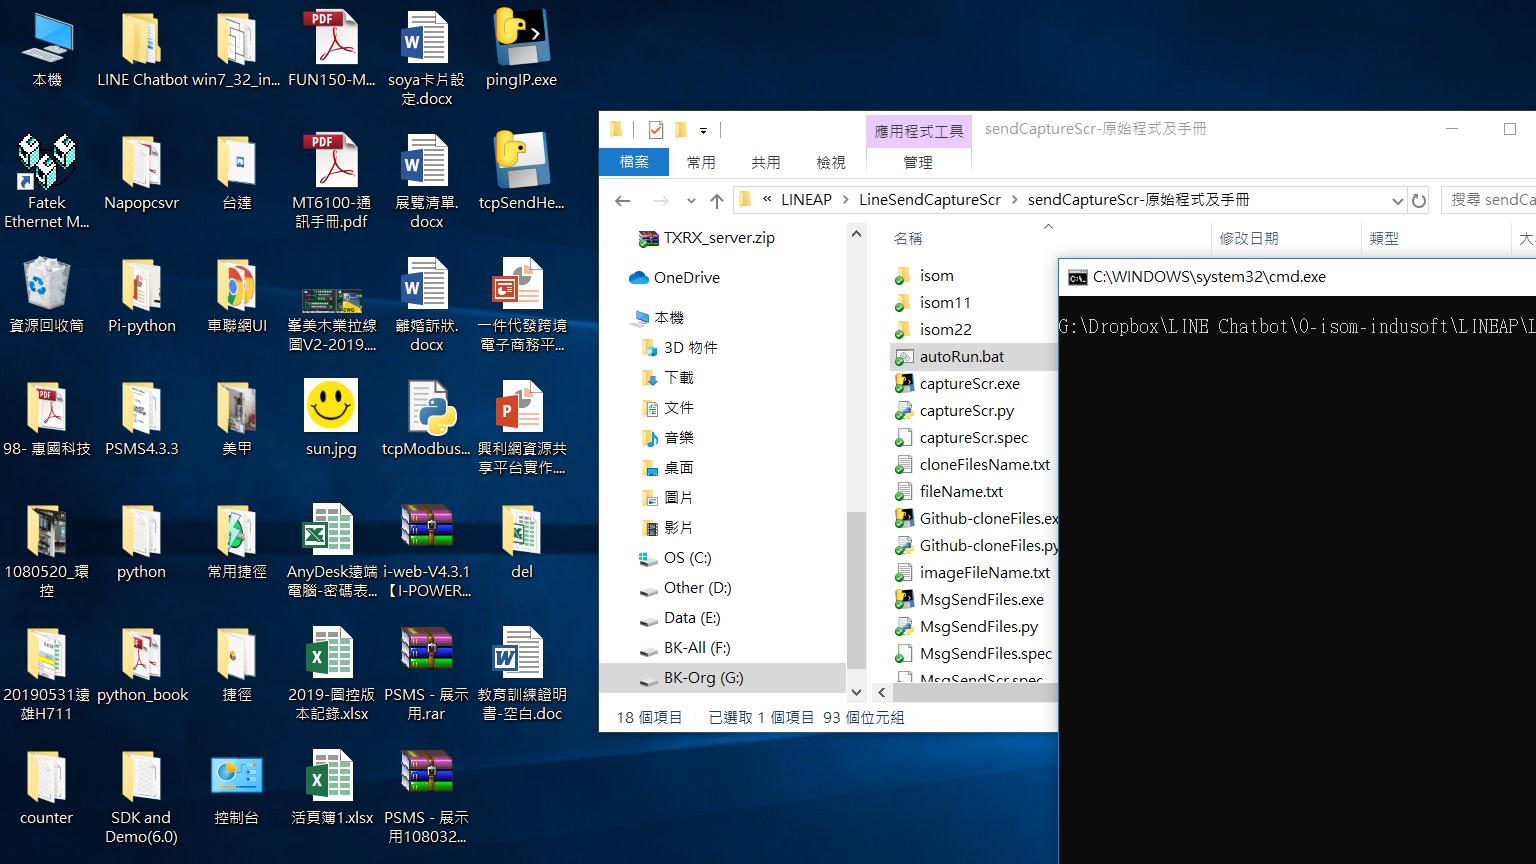 本機
LINE Chatbot
win7_32_in...
FUN150-M...
soya卡片設
定.docx
pingIP.exe
Fatek
Ethernet M...
Napopcsvr
台達
MT6100-通
訊手冊.pdf
展覽清單.
docx
tcpSendHe...
資源回收筒
Pi-python
車聯網UI
峯美木業拉線
圖V2-2019....
離婚訴狀.
docx
一件代發跨境
電子商務平...
98- 惠國科技
PSMS4.3.3
美甲
sun.jpg
tcpModbus...
興利網資源共
享平台實作....
1080520_環
控
python
常用捷徑
AnyDesk遠端
電腦-密碼表...
i-web-V4.3.1
【I-POWER...
del
20190531遠
雄H711
python_book
捷徑
2019-圖控版
本記錄.xlsx
PSMS - 展示
用.rar
教育訓練證明
書-空白.doc
counter
SDK and
Demo(6.0)
控制台
活頁簿1.xlsx
PSMS - 展示
用108032...
應用程式工具
sendCaptureScr-原始程式及手冊
檔案
常用
共用
檢視
管理
« LINEAP > LineSendCaptureScr > sendCaptureScr-原始程式及手冊
搜尋 sendCa
TXRX_server.zip
OneDrive
本機
3D 物件
下載
文件
音樂
桌面
圖片
影片
OS (C:)
Other (D:)
Data (E:)
BK-All (F:)
BK-Org (G:)
名稱
修改日期
類型
大
isom
isom11
isom22
autoRun.bat
captureScr.exe
captureScr.py
captureScr.spec
cloneFilesName.txt
fileName.txt
Github-cloneFiles.ex
Github-cloneFiles.py
imageFileName.txt
MsgSendFiles.exe
MsgSendFiles.py
MsgSendFiles.spec
MsgSendScr.spec
18 個項目
已選取 1 個項目 93 個位元組
C:\WINDOWS\system32\cmd.exe
G:\Dropbox\LINE Chatbot\0-isom-indusoft\LINEAP\L